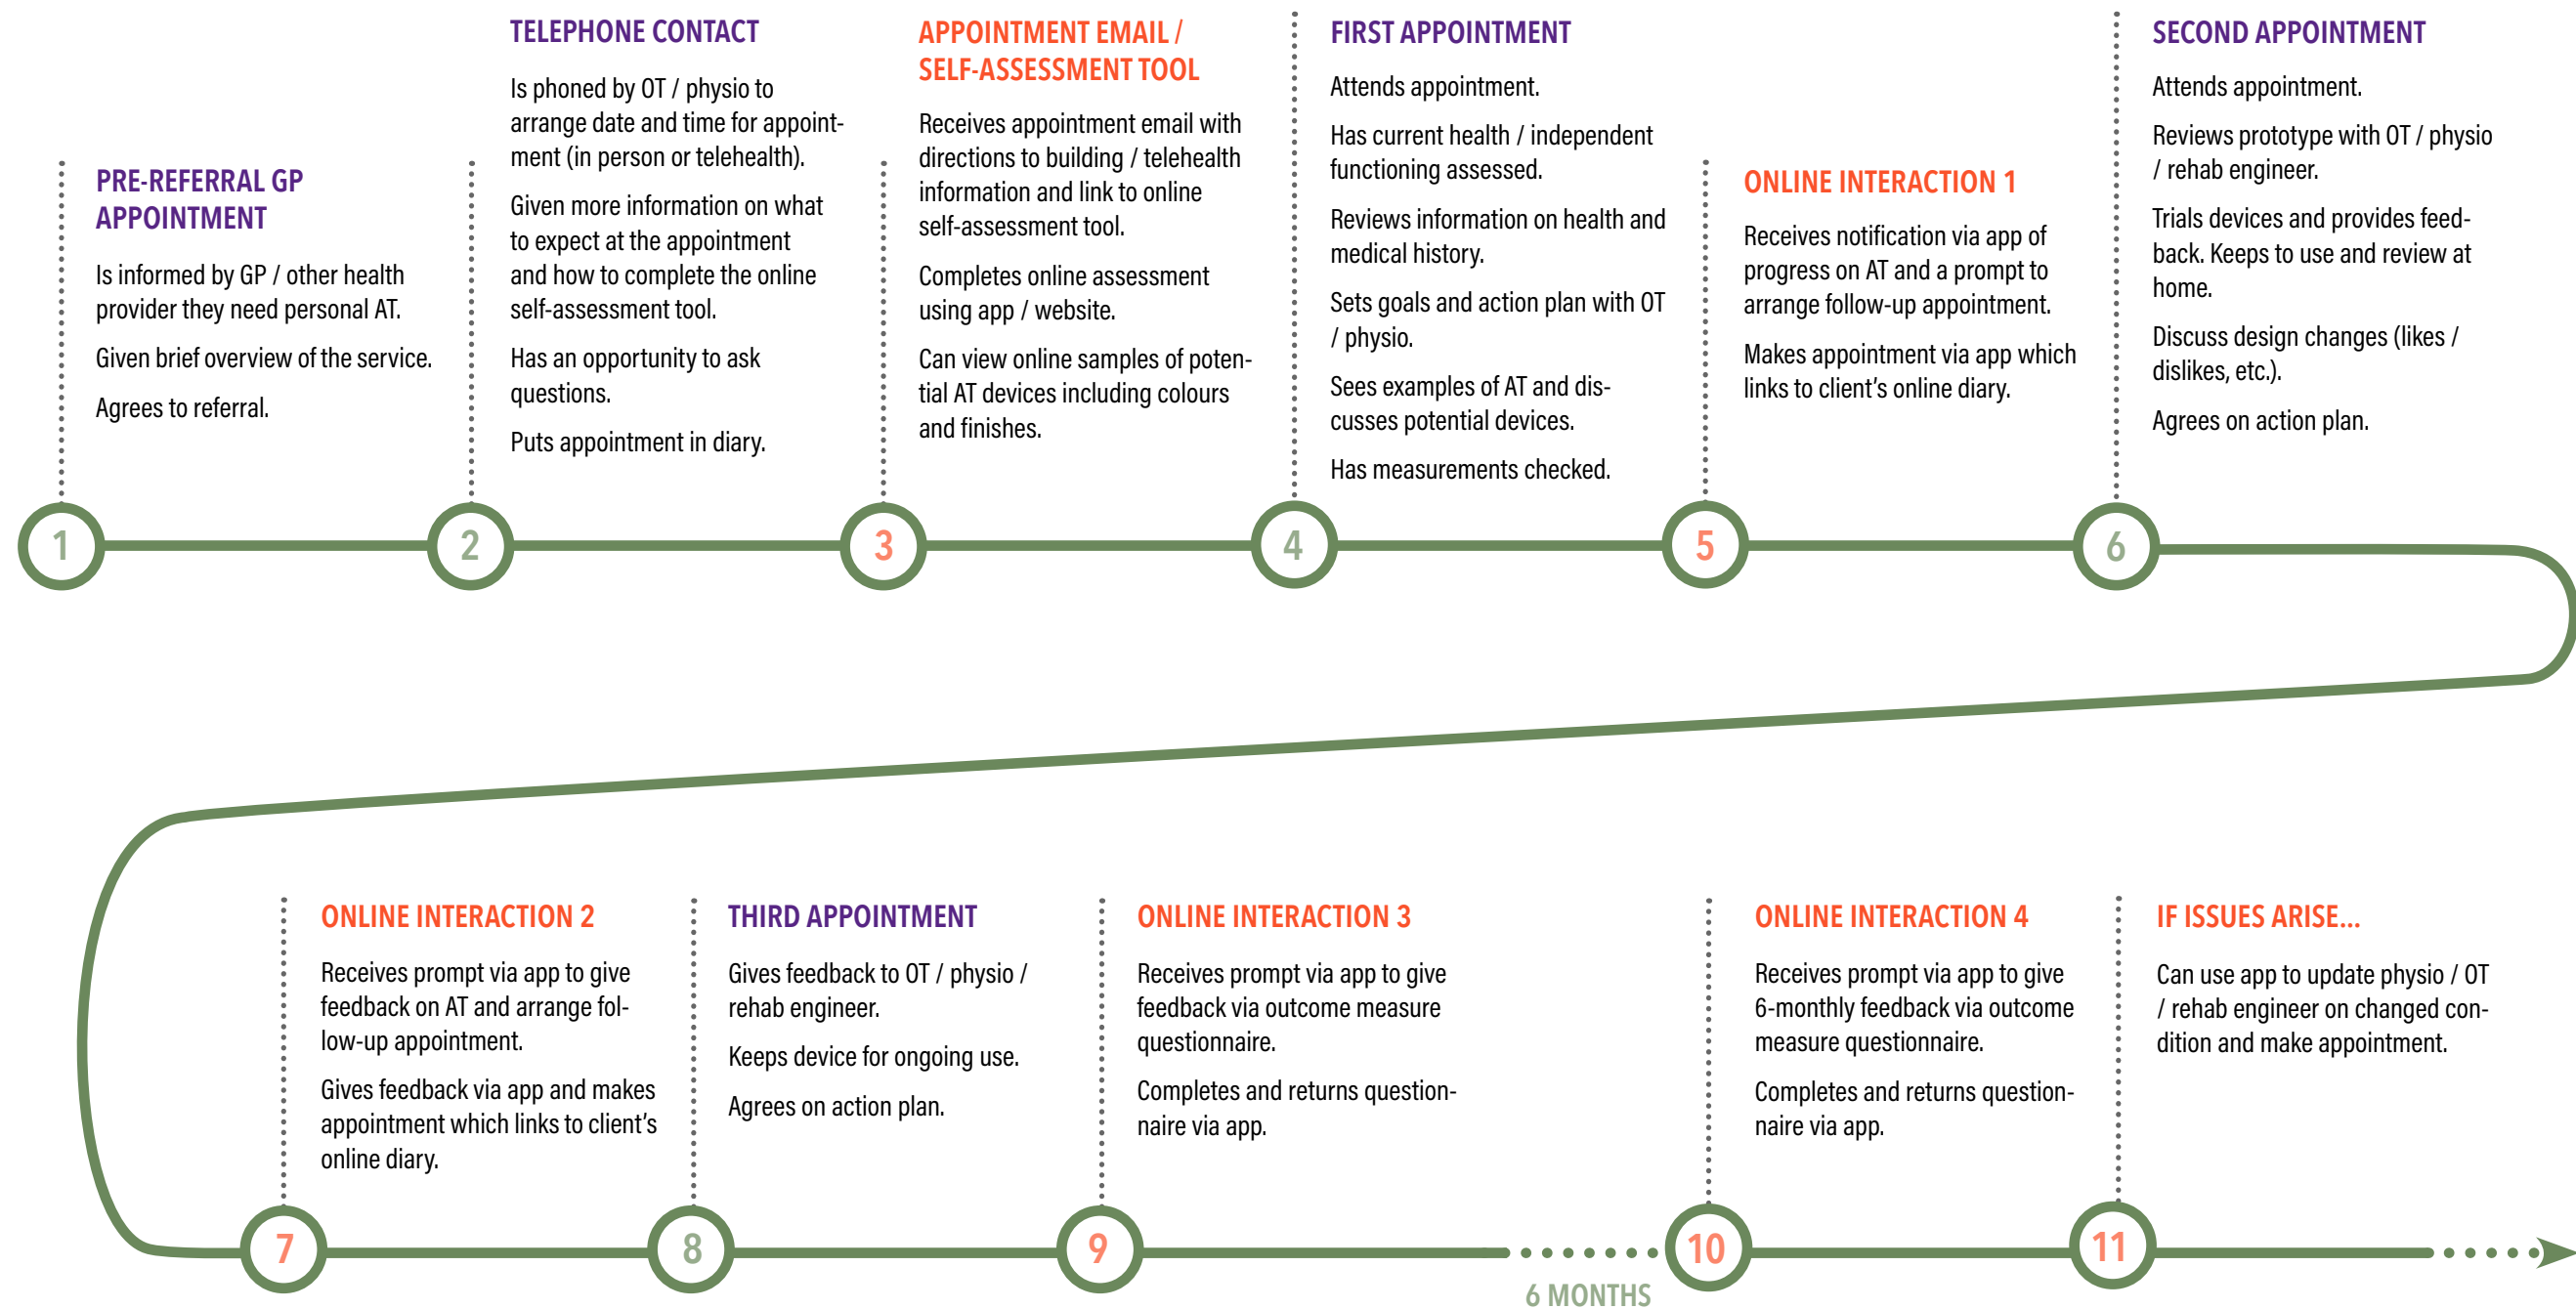 PRE-REFERRAL GP
APPOINTMENT
Is informed by GP / other health
provider they need personal AT.
Given brief overview of the service.
Agrees to referral.
1
TELEPHONE CONTACT
Is phoned by OT / physio to
arrange date and time for appoint-
ment (in person or telehealth).
Given more information on what
to expect at the appointment
and how to complete the online
self-assessment tool.
Has an opportunity to ask
questions.
Puts appointment in diary.
2
APPOINTMENT EMAIL /
SELF-ASSESSMENT TOOL
Receives appointment email with
directions to building / telehealth
information and link to online
self-assessment tool.
Completes online assessment
using app / website.
Can view online samples of poten-
tial AT devices including colours
and finishes.
3
FIRST APPOINTMENT
Attends appointment.
Has current health / independent
functioning assessed.
Reviews information on health and
medical history.
Sets goals and action plan with OT
/ physio.
Sees examples of AT and dis-
cusses potential devices.
Has measurements checked.
4
ONLINE INTERACTION 1
Receives notification via app of
progress on AT and a prompt to
arrange follow-up appointment.
Makes appointment via app which
links to client's online diary.
5
SECOND APPOINTMENT
Attends appointment.
Reviews prototype with OT / physio
/ rehab engineer.
Trials devices and provides feed-
back. Keeps to use and review at
home.
Discuss design changes (likes /
dislikes, etc.).
Agrees on action plan.
6
ONLINE INTERACTION 2
Receives prompt via app to give
feedback on AT and arrange fol-
low-up appointment.
Gives feedback via app and makes
appointment which links to client's
online diary.
7
THIRD APPOINTMENT
Gives feedback to OT / physio /
rehab engineer.
Keeps device for ongoing use.
Agrees on action plan.
8
ONLINE INTERACTION 3
Receives prompt via app to give
feedback via outcome measure
questionnaire.
Completes and returns question-
naire via app.
9
6 MONTHS
ONLINE INTERACTION 4
Receives prompt via app to give
6-monthly feedback via outcome
measure questionnaire.
Completes and returns question-
naire via app.
10
IF ISSUES ARISE...
Can use app to update physio / OT
/ rehab engineer on changed con-
dition and make appointment.
11